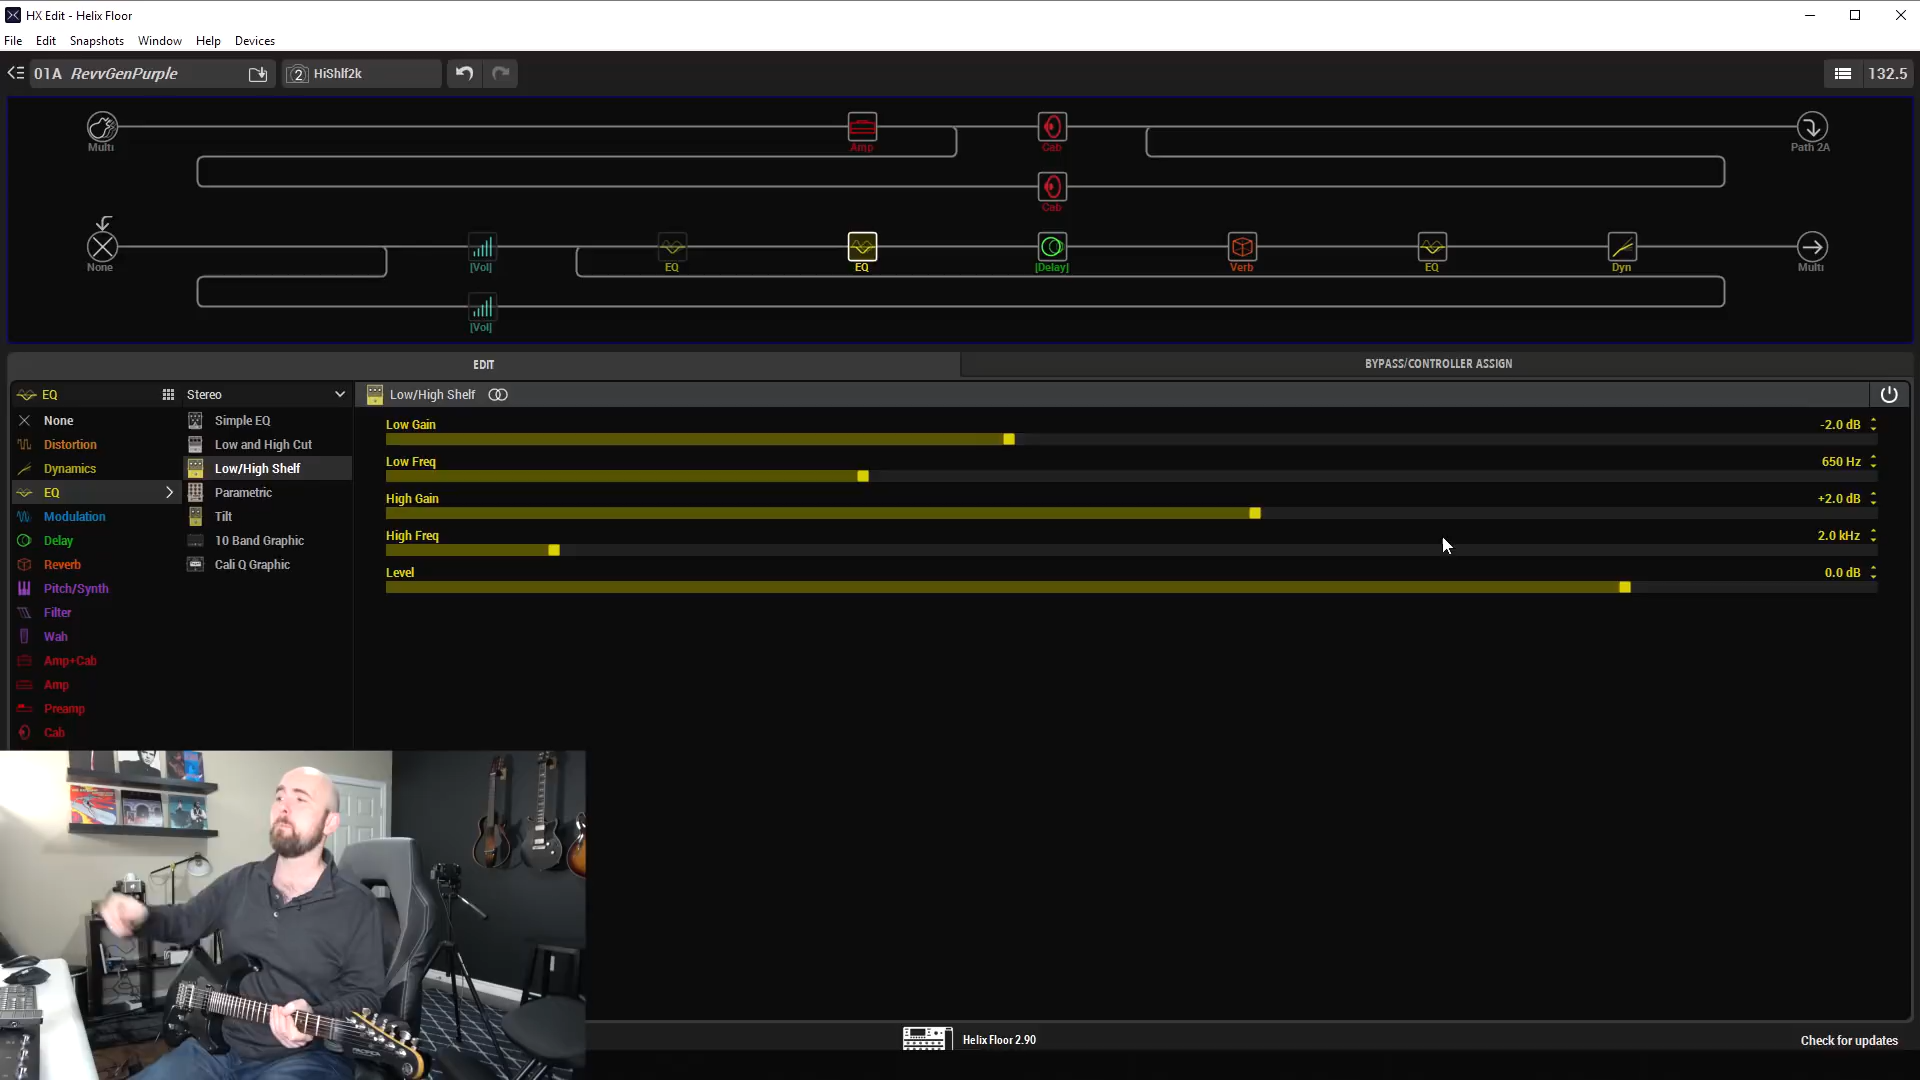 HX Edit - Helix Floor
File Edit Snapshots Window Help Devices
01A RevvGenPurple 2 HiShlf2k 132.5
Multi Amp Cab Path 2A
Cab
None [Vol] EQ EQ [Delay] Verb EQ Dyn Multi
[Vol]
EDIT BYPASS/CONTROLLER ASSIGN
EQ Stereo Low/High Shelf
None Simple EQ
Distortion Low and High Cut
Dynamics Low/High Shelf
EQ Parametric
Modulation Tilt
Delay 10 Band Graphic
Reverb Cali Q Graphic
Pitch/Synth
Filter
Wah
Amp+Cab
Amp
Preamp
Cab
Low Gain -2.0 dB
Low Freq 650 Hz
High Gain +2.0 dB
High Freq 2.0 kHz
Level 0.0 dB
Helix Floor 2.90
Check for updates